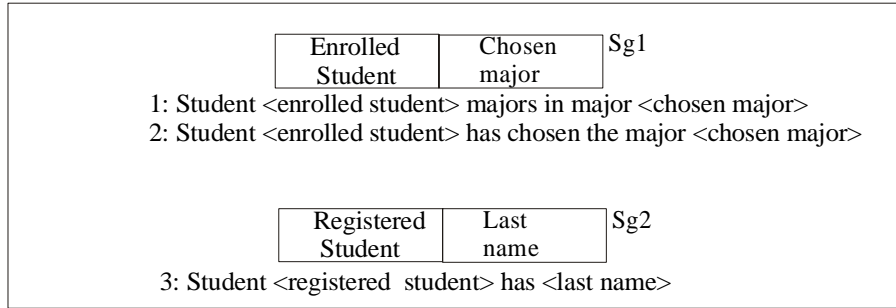 Enrolled Chosen Sg1
Student major
1: Student <enrolled student> majors in major <chosen major>
2: Student <enrolled student> has chosen the major <chosen major>
Registered Last Sg2
Student name
3: Student <registered student> has <last name>